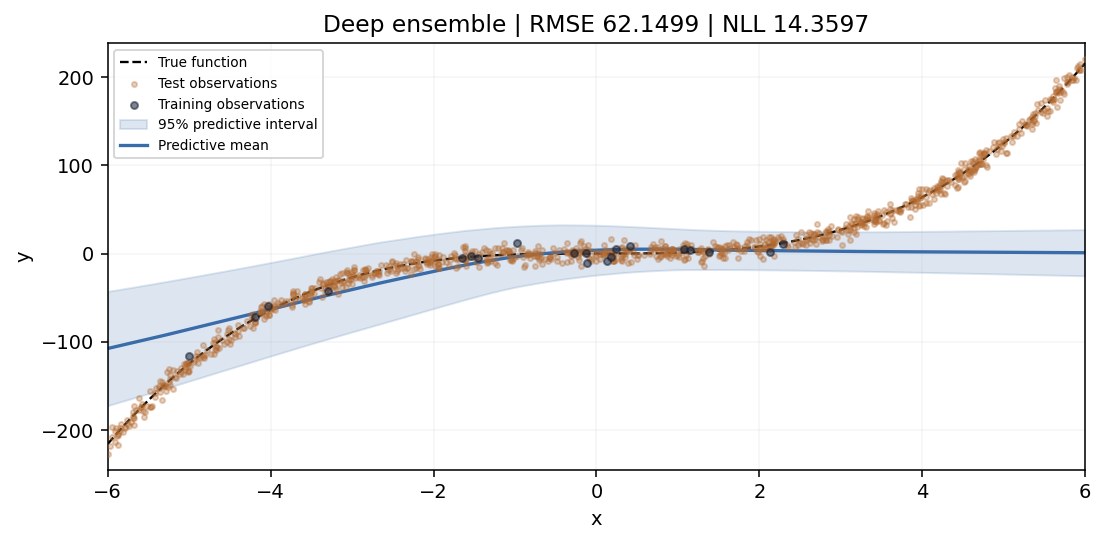 Deep ensemble | RMSE 62.1499 | NLL 14.3597
True function
Test observations
Training observations
95% predictive interval
Predictive mean
200
100
0
−100
−200
y
−6
−4
−2
0
2
4
6
x